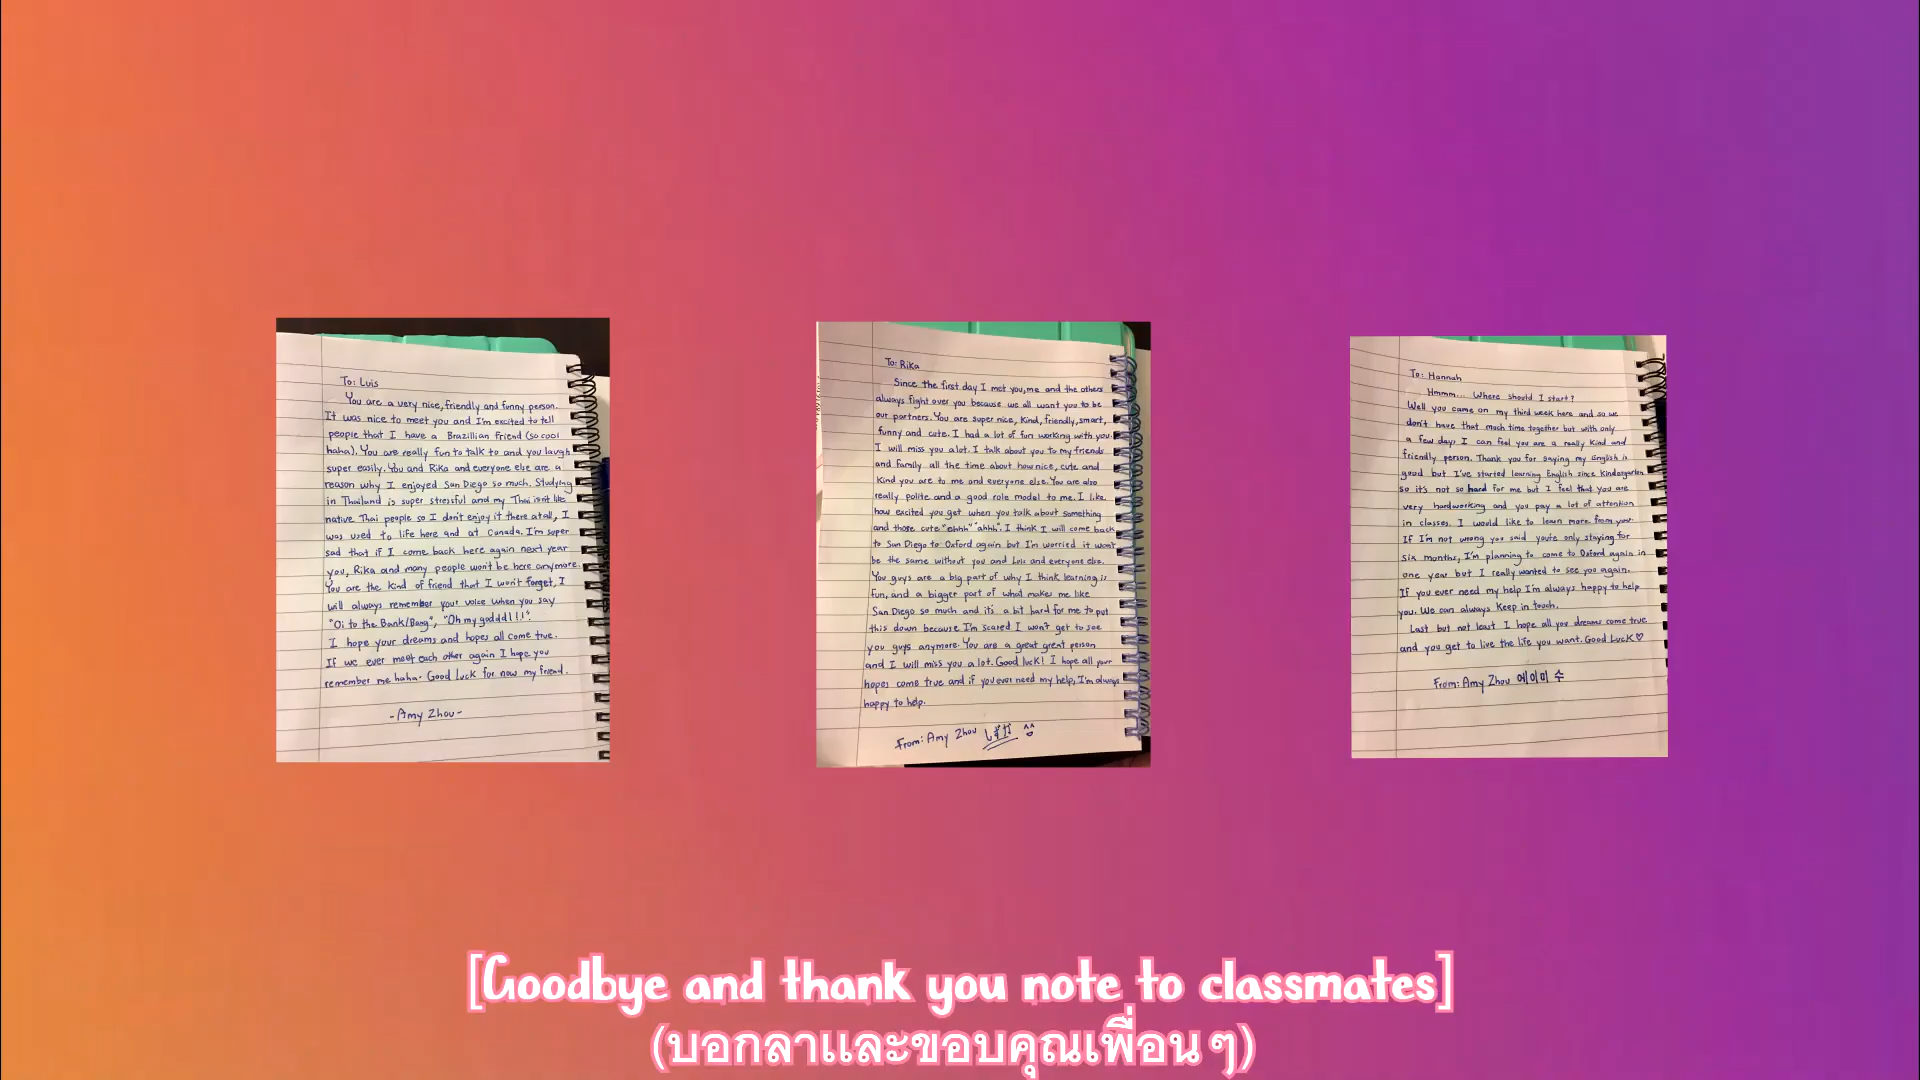 To: Luis
You are a very nice, friendly and funny person.
It was nice to meet you and I'm excited to tell
people that I have a Brazillian friend (so cool
haha). You are really fun to talk to and you laugh
super easily. You and Rika and everyone else are a
reason why I enjoyed San Diego so much. Studying
in Thailand is super stressful and my Thai isn't like
native Thai people so I don't enjoy it there at all, I
was used to life here and at Canada. I'm super
sad that if I come back here again next year
you, Rika and many people won't be here anymore.
You are the kind of friend that I won't forget, I
will always remember your voice when you say
"Oi to the Bank/Bang", "Oh my goddd!!!"
I hope your dreams and hopes all come true.
If we ever meet each other again I hope you
remember me haha. Good luck for now my friend.
-Amy Zhou-
To: Rika
Since the first day I met you, me and the others
always fight over you because we all want you to be
our partners. You are super nice, kind, friendly, smart,
funny and cute. I had a lot of fun working with you.
I will miss you a lot. I talk about you to my friends
and family all the time about how nice, cute and
kind you are to me and everyone else. You are also
really polite and a good role model to me. I like
how excited you get when you talk about something
and those cute "ehhh" "ahhh". I think I will come back
to San Diego to Oxford again but I'm worried it won't
be the same without you and Luis and everyone else.
You guys are a big part of why I think learning is
fun, and a bigger part of what makes me like
San Diego so much and it's a bit hard for me to put
this down because I'm scared I won't get to see
you guys anymore. You are a great great person
and I will miss you a lot. Good luck! I hope all your
hopes come true and if you ever need my help, I'm always
happy to help.
From: Amy Zhou
To: Hannah
Hmmm... Where should I start?
Well you came on my third week here and so we
don't have that much time together but with only
a few days I can feel you are a really kind and
friendly person. Thank you for saying my English is
good but I've started learning English since Kindergarten
so it's not so hard for me but I feel that you are
very hardworking and you pay a lot of attention
in classes. I would like to learn more from you.
If I'm not wrong you said you're only staying for
six months, I'm planning to come to Oxford again in
one year but I really wanted to see you again.
If you ever need my help I'm always happy to help
you. We can always keep in touch.
Last but not least I hope all you dreams come true
and you get to live the life you want. Good Luck♡
From: Amy Zhou 에이미 수
[Goodbye and thank you note to classmates]
(บอกลาและขอบคุณเพื่อนๆ)